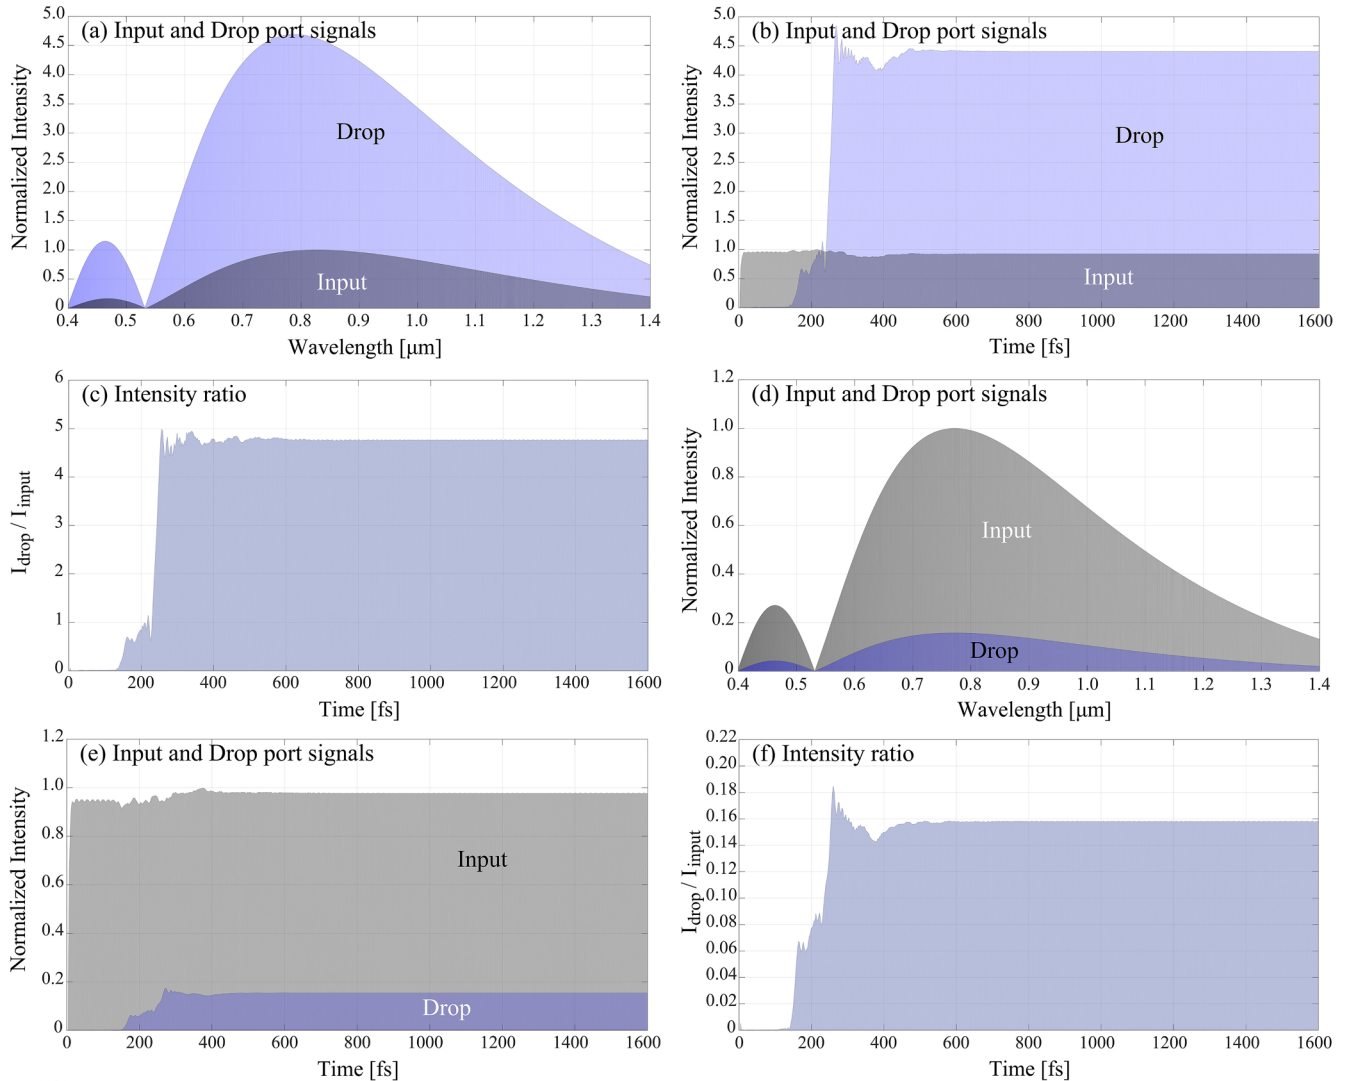 (a) Input and Drop port signals
5.0
4.5
4.0
3.5
3.0
2.5
2.0
1.5
1.0
0.5
0
Normalized Intensity
Drop
Input
0.4 0.5 0.6 0.7 0.8 0.9 1.0 1.1 1.2 1.3 1.4
Wavelength [μm]
(b) Input and Drop port signals
5.0
4.5
4.0
3.5
3.0
2.5
2.0
1.5
1.0
0.5
0
Normalized Intensity
Drop
Input
0 200 400 600 800 1000 1200 1400 1600
Time [fs]
(c) Intensity ratio
6
5
4
3
2
1
0
I_drop / I_input
0 200 400 600 800 1000 1200 1400 1600
Time [fs]
(d) Input and Drop port signals
1.2
1.0
0.8
0.6
0.4
0.2
0
Normalized Intensity
Input
Drop
0.4 0.5 0.6 0.7 0.8 0.9 1.0 1.1 1.2 1.3 1.4
Wavelength [μm]
(e) Input and Drop port signals
1.2
1.0
0.8
0.6
0.4
0.2
0
Normalized Intensity
Input
Drop
0 200 400 600 800 1000 1200 1400 1600
Time [fs]
(f) Intensity ratio
0.22
0.20
0.18
0.16
0.14
0.12
0.10
0.08
0.06
0.04
0.02
0
I_drop / I_input
0 200 400 600 800 1000 1200 1400 1600
Time [fs]